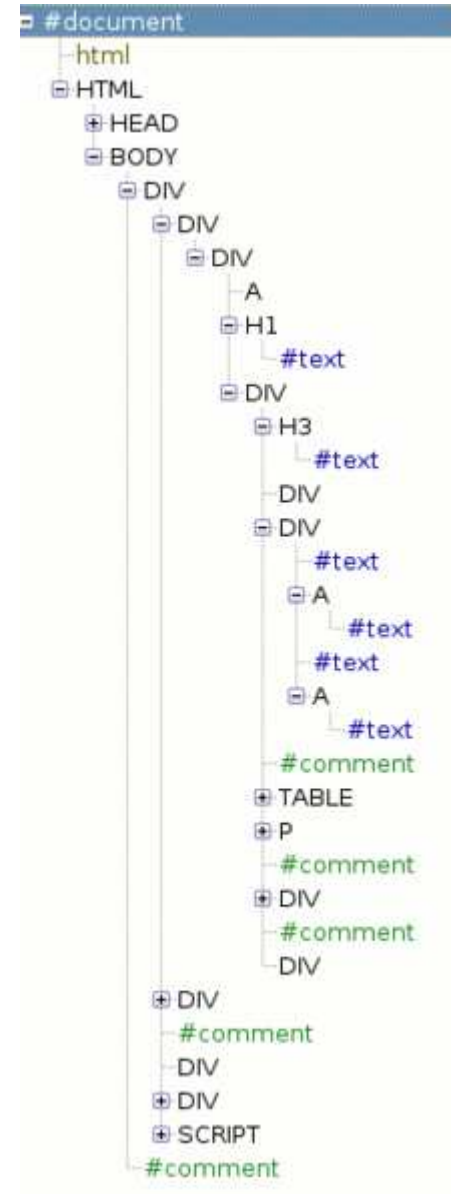 #document
html
HTML
HEAD
BODY
DIV
DIV
DIV
A
H1
#text
DIV
H3
#text
DIV
DIV
#text
A
#text
#text
A
#text
#comment
TABLE
P
#comment
DIV
#comment
DIV
DIV
#comment
DIV
DIV
SCRIPT
#comment